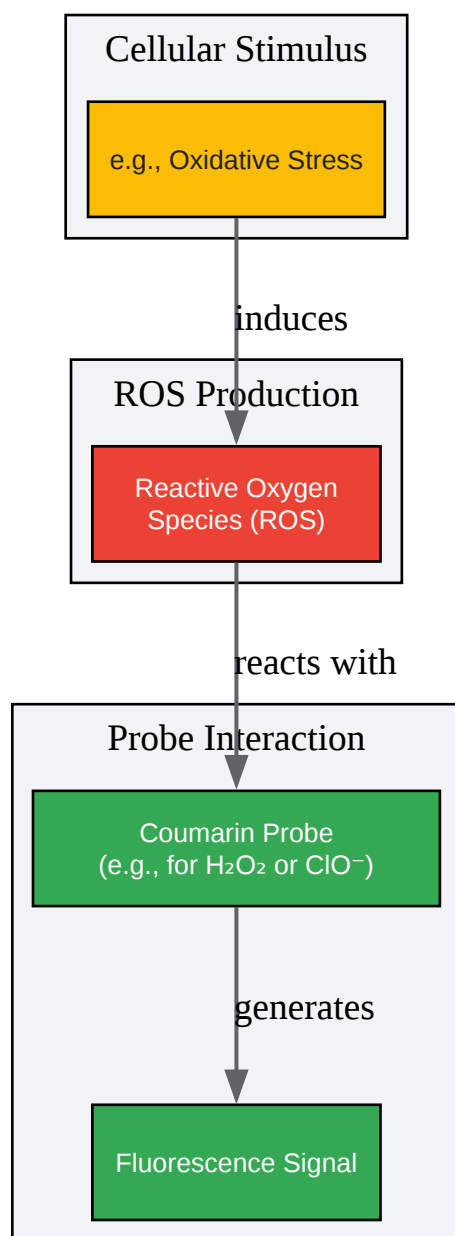 Cellular Stimulus
e.g., Oxidative Stress
induces
ROS Production
Reactive Oxygen
Species (ROS)
reacts with
Probe Interaction
Coumarin Probe
(e.g., for H₂O₂ or ClO⁻)
generates
Fluorescence Signal